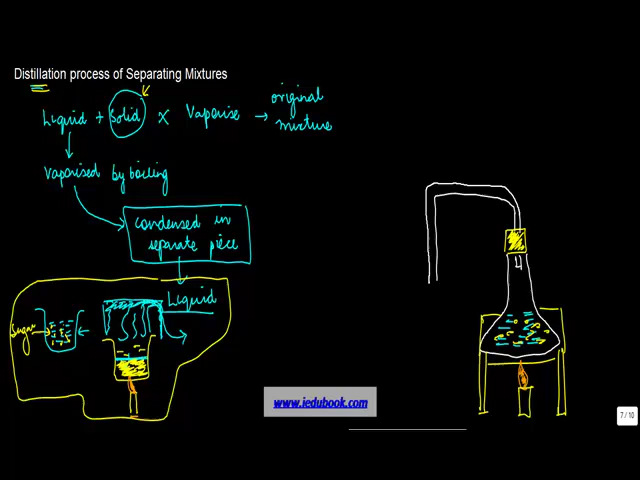 Distillation process of Separating Mixtures
Liquid + Solid x Vaporise → original mixture
Vaporised by boiling
Condensed in
separate piece
Liquid
Sugar
www.iedubook.com
7 / 10